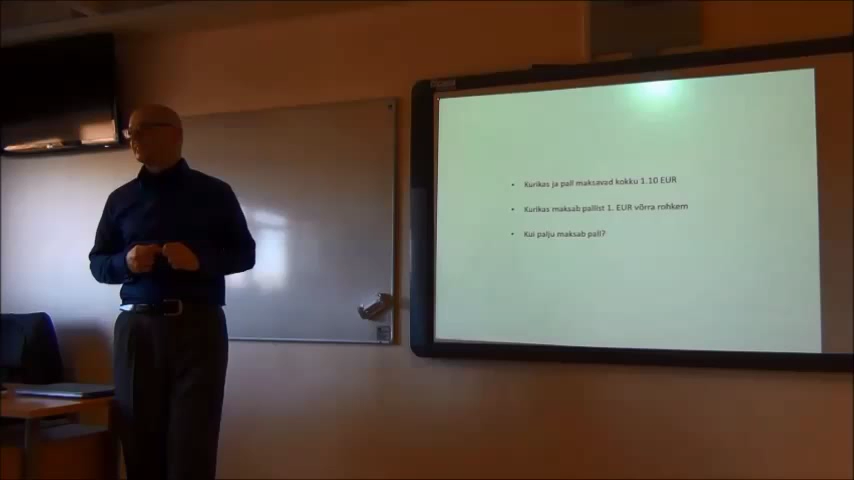 • Kurikas ja pall maksavad kokku 1.10 EUR
• Kurikas maksab pallist 1. EUR võrra rohkem
• Kui palju maksab pall?